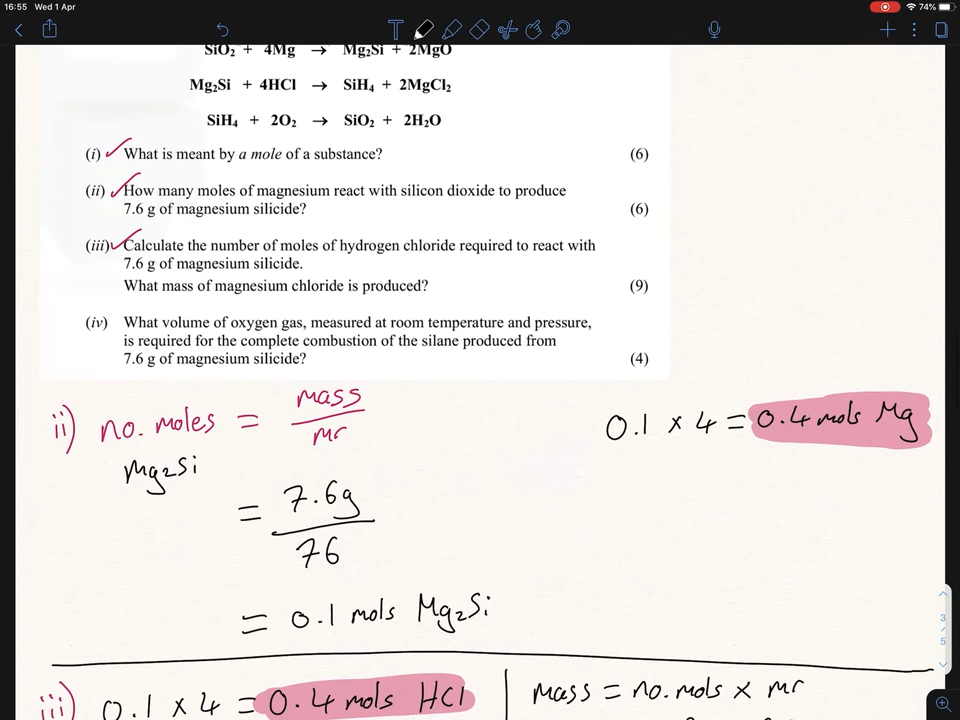 16:55 Wed 1 Apr
74%
SiO₂ + 4Mg → Mg₂Si + 2MgO
Mg₂Si + 4HCl → SiH₄ + 2MgCl₂
SiH₄ + 2O₂ → SiO₂ + 2H₂O
(i) What is meant by a mole of a substance? (6)
(ii) How many moles of magnesium react with silicon dioxide to produce
7.6 g of magnesium silicide? (6)
(iii) Calculate the number of moles of hydrogen chloride required to react with
7.6 g of magnesium silicide.
What mass of magnesium chloride is produced? (9)
(iv) What volume of oxygen gas, measured at room temperature and pressure,
is required for the complete combustion of the silane produced from
7.6 g of magnesium silicide? (4)
ii) no. moles = mass / mr
Mg₂Si
= 7.6g / 76
= 0.1 mols Mg₂Si
0.1 × 4 = 0.4 mols Mg
iii) 0.1 × 4 = 0.4 mols HCl
mass = no. mols × mr
3 / 5